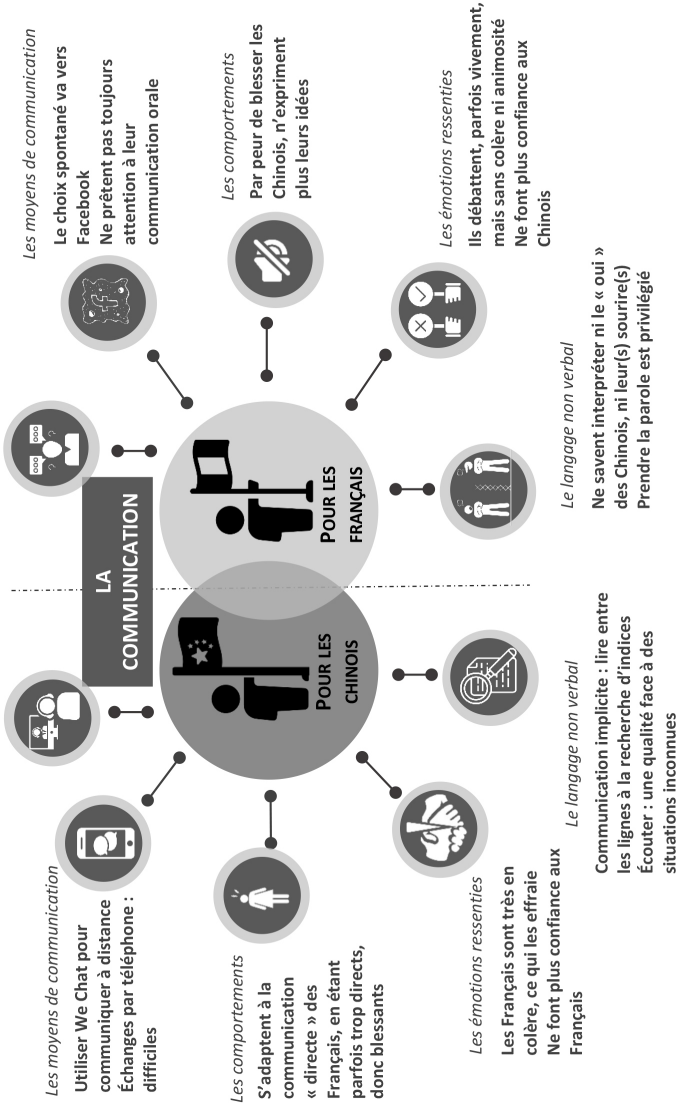 LA
COMMUNICATION
POUR LES
CHINOIS
POUR LES
FRANÇAIS
Les moyens de communication
Utiliser We Chat pour
communiquer à distance
Échanges par téléphone :
difficiles
Les comportements
S’adaptent à la
communication
« directe » des
Français, en étant
parfois trop directs,
donc blessants
Les émotions ressenties
Les Français sont très en
colère, ce qui les effraie
Ne font plus confiance aux
Français
Le langage non verbal
Communication implicite : lire entre
les lignes à la recherche d’indices
Écouter : une qualité face à des
situations inconnues
Les moyens de communication
Le choix spontané va vers
Facebook
Ne prêtent pas toujours
attention à leur
communication orale
Les comportements
Par peur de blesser les
Chinois, n’expriment
plus leurs idées
Les émotions ressenties
Ils débattent, parfois vivement,
mais sans colère ni animosité
Ne font plus confiance aux
Chinois
Le langage non verbal
Ne savent interpréter ni le « oui »
des Chinois, ni leur(s) sourire(s)
Prendre la parole est privilégié